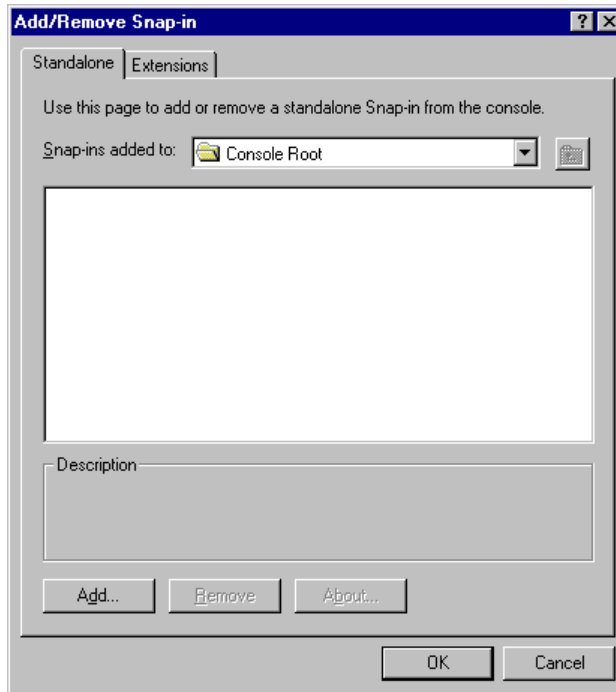 Add/Remove Snap-in
Standalone
Extensions
Use this page to add or remove a standalone Snap-in from the console.
Snap-ins added to:
Console Root
Description
Add...
Remove
About...
OK
Cancel